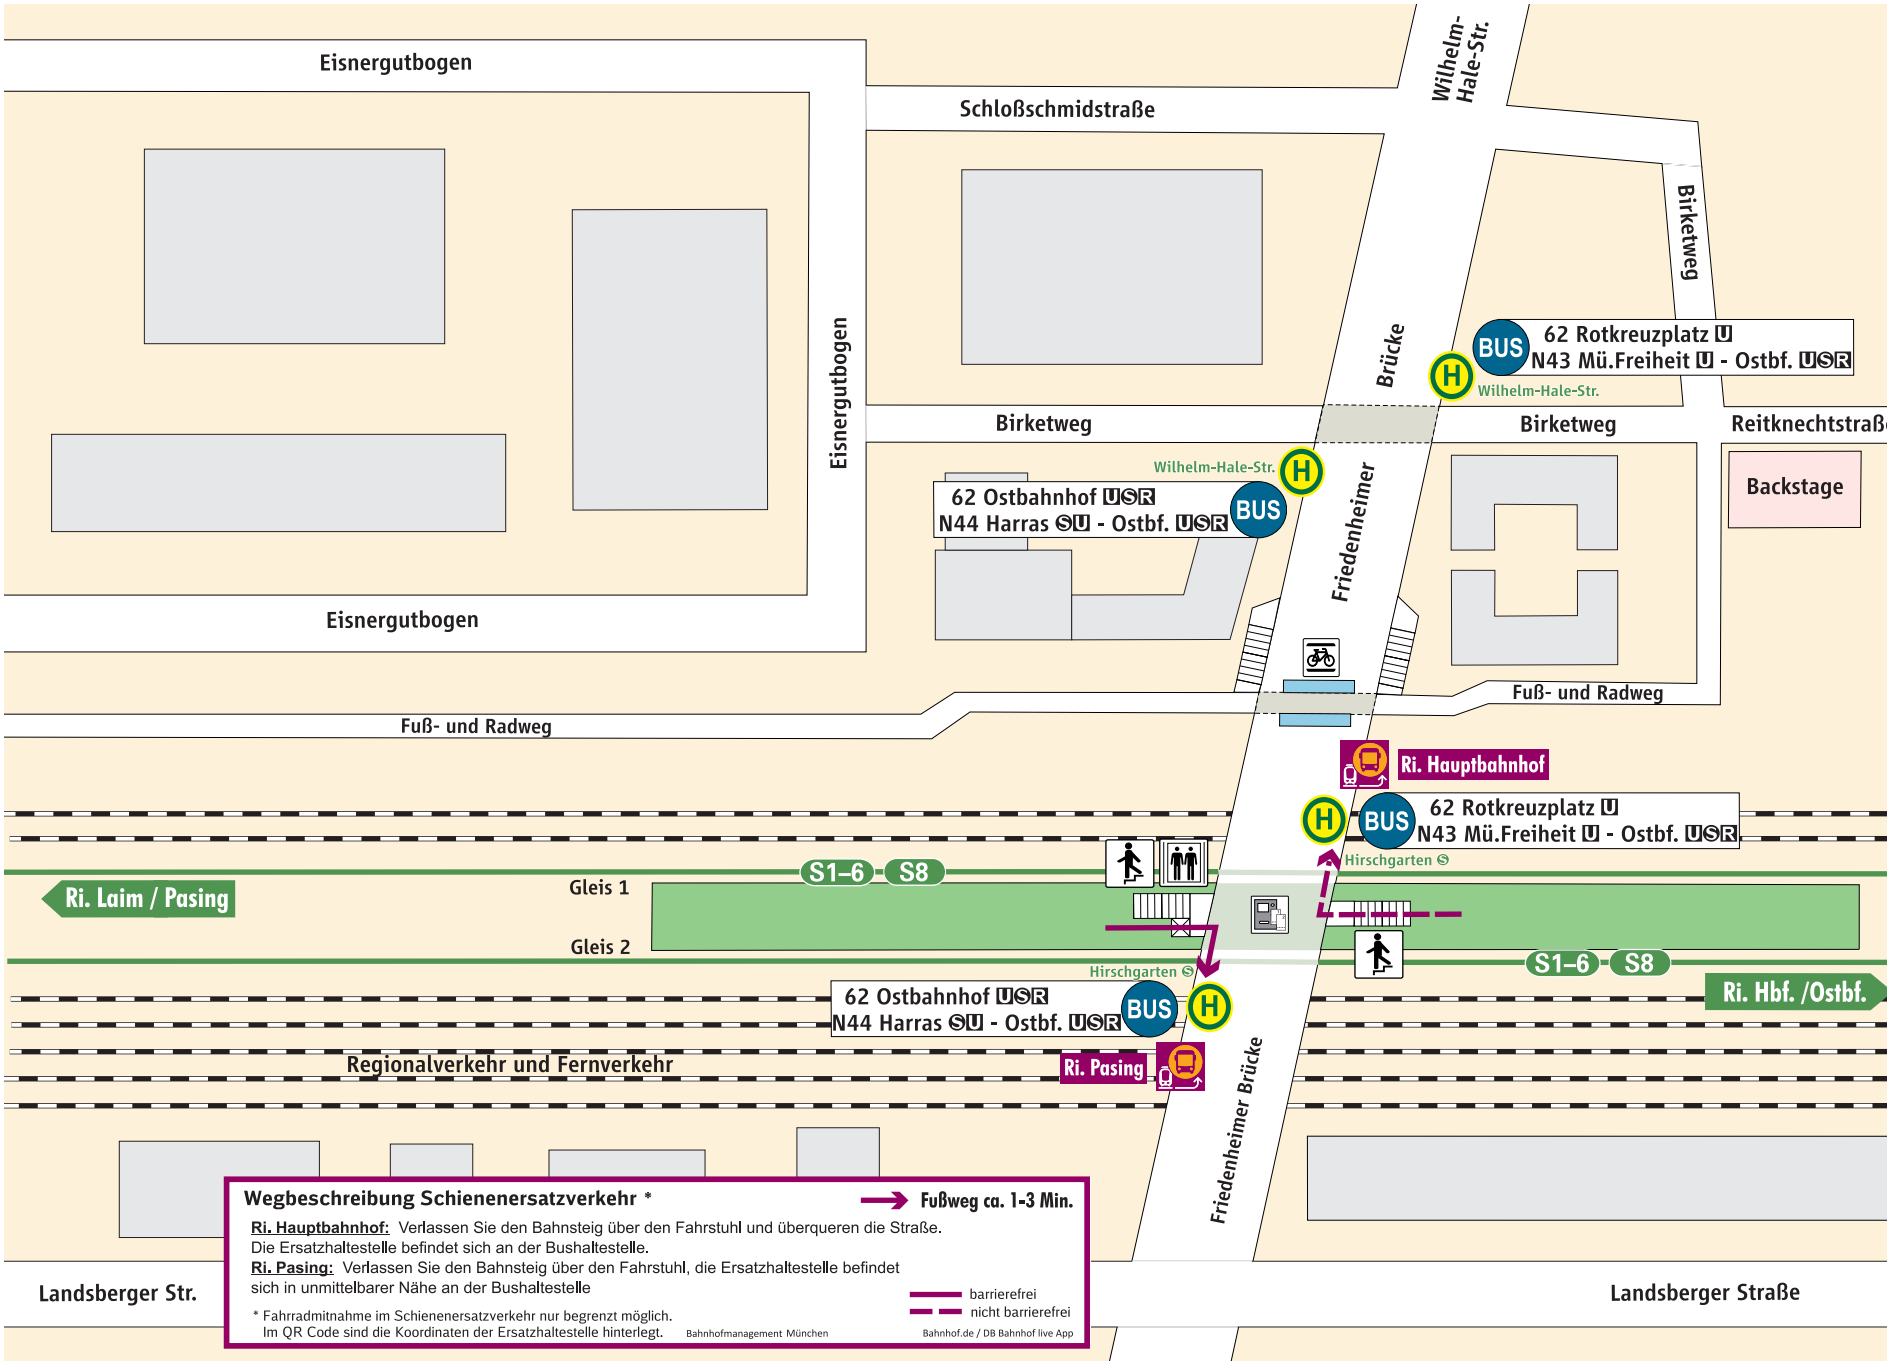 Wilhelm-
Hale-Str.
Eisnergutbogen
Schloßschmidstraße
Birketweg
Eisnergutbogen
Brücke
BUS
62 Rotkreuzplatz U
N43 Mü.Freiheit U - Ostbf. USR
H
Wilhelm-Hale-Str.
Birketweg
Birketweg
Reitknechtstraße
Wilhelm-Hale-Str.
H
62 Ostbahnhof USR
N44 Harras SU - Ostbf. USR
BUS
Friedenheimer
Backstage
Eisnergutbogen
Fuß- und Radweg
Fuß- und Radweg
Ri. Hauptbahnhof
H
BUS
62 Rotkreuzplatz U
N43 Mü.Freiheit U - Ostbf. USR
Hirschgarten S
S1–6
S8
Gleis 1
Ri. Laim / Pasing
Gleis 2
Hirschgarten S
S1–6
S8
Ri. Hbf. /Ostbf.
62 Ostbahnhof USR
N44 Harras SU - Ostbf. USR
BUS
H
Regionalverkehr und Fernverkehr
Ri. Pasing
Friedenheimer Brücke
Wegbeschreibung Schienenersatzverkehr *
Fußweg ca. 1-3 Min.
Ri. Hauptbahnhof: Verlassen Sie den Bahnsteig über den Fahrstuhl und überqueren die Straße.
Die Ersatzhaltestelle befindet sich an der Bushaltestelle.
Ri. Pasing: Verlassen Sie den Bahnsteig über den Fahrstuhl, die Ersatzhaltestelle befindet
sich in unmittelbarer Nähe an der Bushaltestelle
barrierefrei
nicht barrierefrei
* Fahrradmitnahme im Schienenersatzverkehr nur begrenzt möglich.
Im QR Code sind die Koordinaten der Ersatzhaltestelle hinterlegt.
Bahnhofmanagement München
Bahnhof.de / DB Bahnhof live App
Landsberger Str.
Landsberger Straße